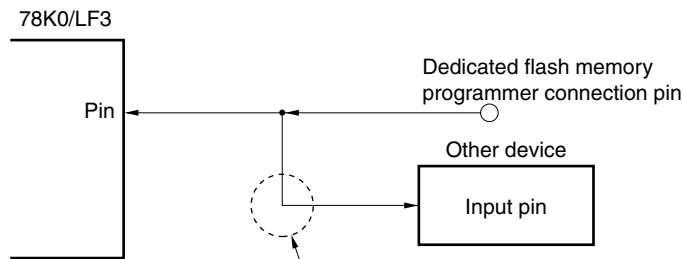 78K0/LF3
Dedicated flash memory
programmer connection pin
Pin
Other device
Input pin